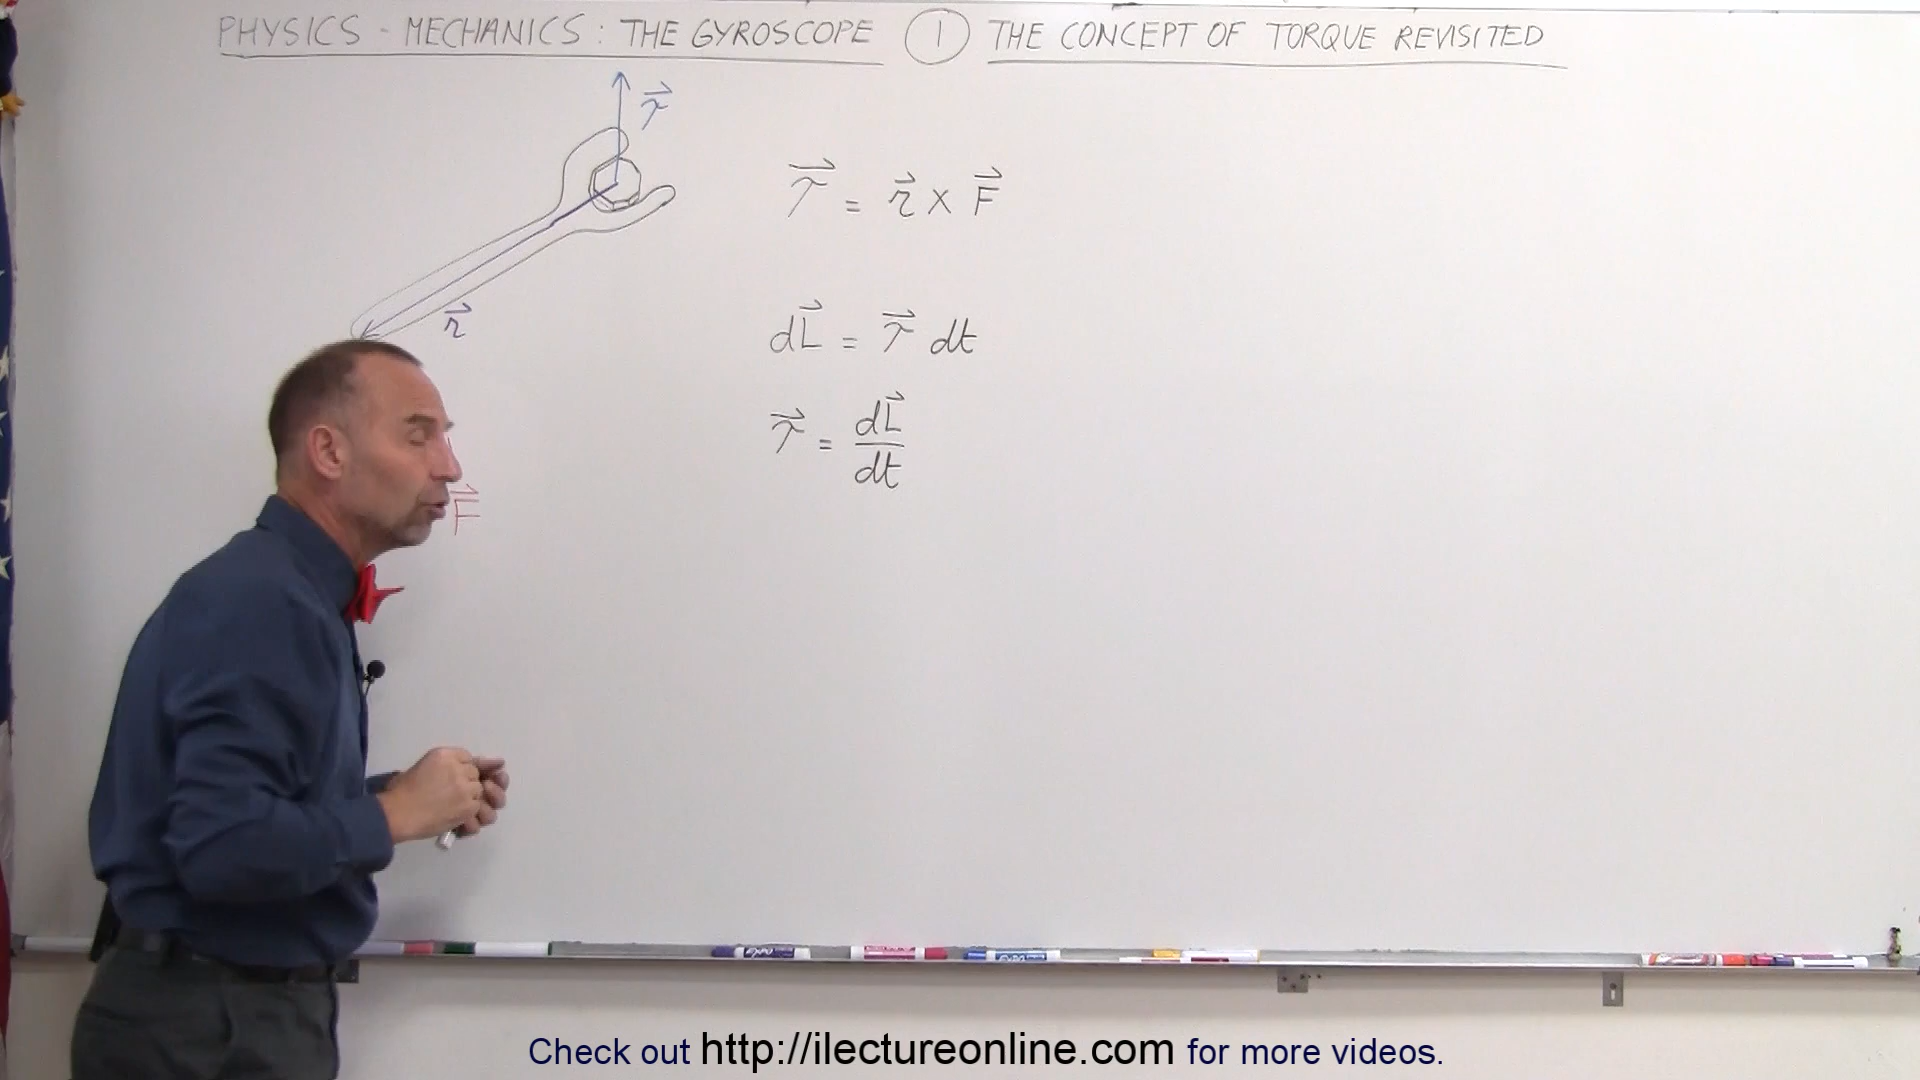 PHYSICS - MECHANICS: THE GYROSCOPE ① THE CONCEPT OF TORQUE REVISITED
τ⃗
τ⃗ = r⃗ x F⃗
r⃗
dL⃗ = τ⃗ dt
τ⃗ = dL⃗/dt
F⃗
Check out http://ilectureonline.com for more videos.